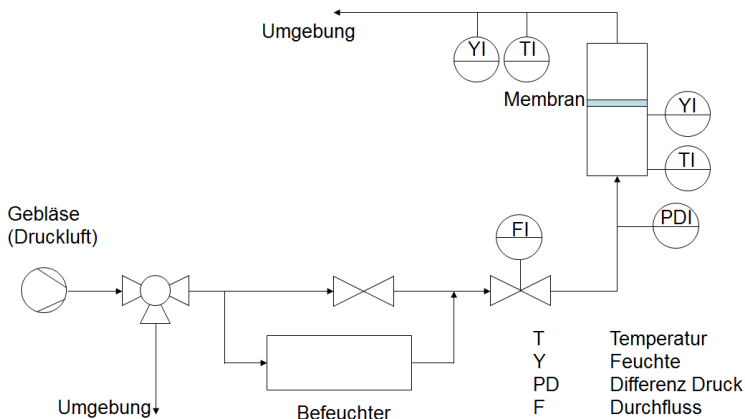 Umgebung
YI
TI
Membran
YI
TI
Gebläse
(Druckluft)
FI
PDI
Umgebung
Befeuchter
T Temperatur
Y Feuchte
PD Differenz Druck
F Durchfluss